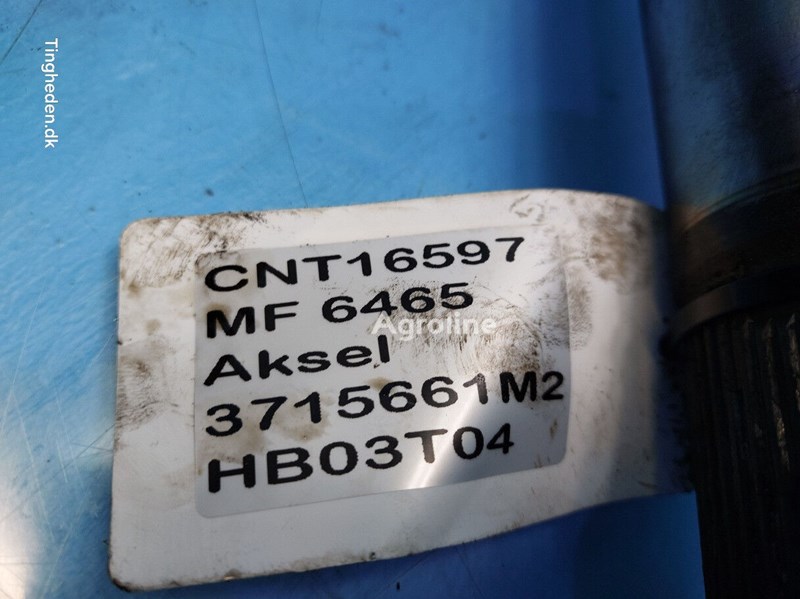 Tingheden.dk
CNT16597
MF 6465
Agroline
Aksel
3715661M2
HB03T04